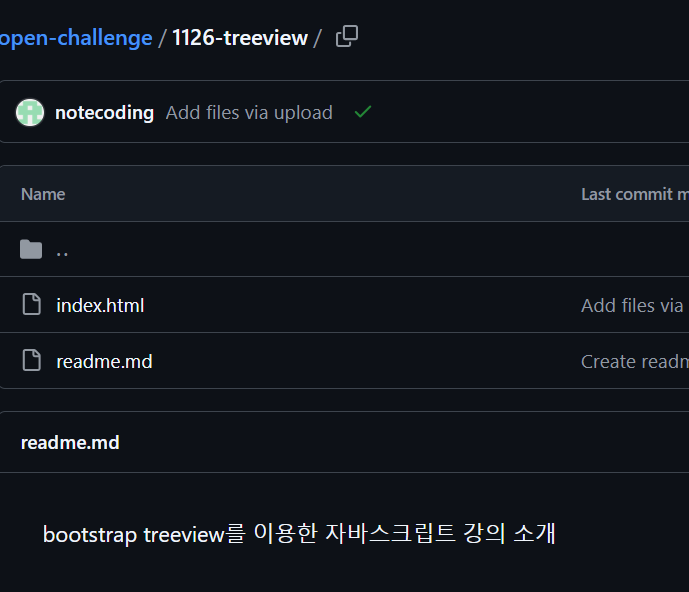 open-challenge / 1126-treeview /
notecoding Add files via upload
Name Last commit m
..
index.html Add files via
readme.md Create readm
readme.md
bootstrap treeview를 이용한 자바스크립트 강의 소개